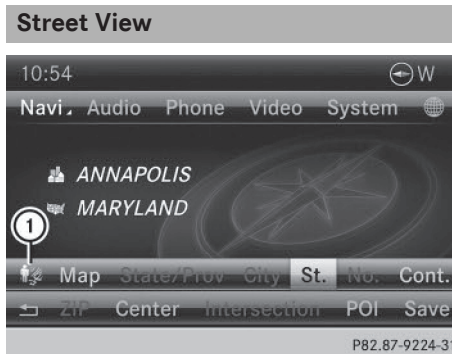 Street View
10:54 W
Navi Audio Phone Video System
ANNAPOLIS
MARYLAND
1
Map State/Prov City St. No. Cont.
ZIP Center Intersection POI Save
P82.87-9224-31